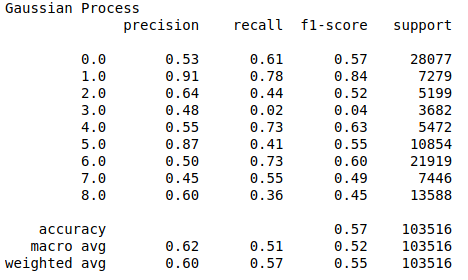 Gaussian Process
precision recall f1-score support
0.0 0.53 0.61 0.57 28077
1.0 0.91 0.78 0.84 7279
2.0 0.64 0.44 0.52 5199
3.0 0.48 0.02 0.04 3682
4.0 0.55 0.73 0.63 5472
5.0 0.87 0.41 0.55 10854
6.0 0.50 0.73 0.60 21919
7.0 0.45 0.55 0.49 7446
8.0 0.60 0.36 0.45 13588
accuracy 0.57 103516
macro avg 0.62 0.51 0.52 103516
weighted avg 0.60 0.57 0.55 103516